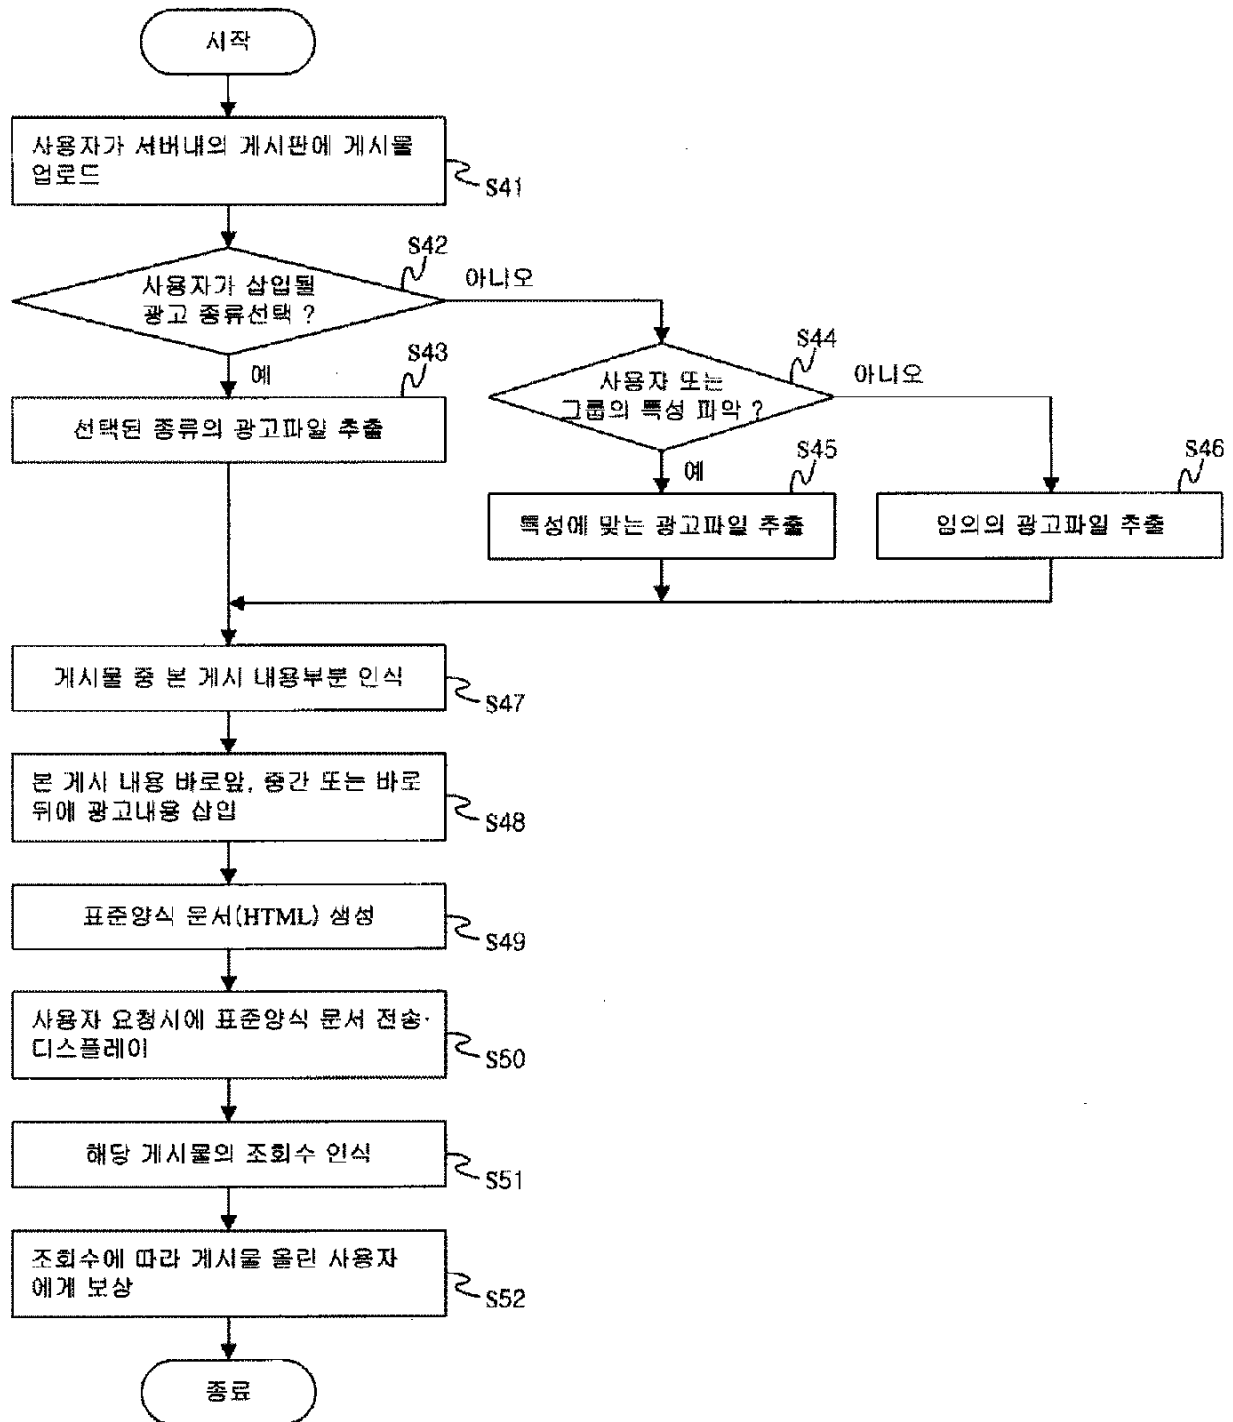 시작
사용자가 서버내의 게시판에 게시물
업로드
S41
S42
사용자가 삽입될
광고 종류선택 ?
아니오
예
S43
선택된 종류의 광고파일 추출
S44
사용자 또는
그룹의 특성 파악 ?
아니오
예
S45
특성에 맞는 광고파일 추출
S46
임의의 광고파일 추출
게시물 중 본 게시 내용부분 인식
S47
본 게시 내용 바로앞, 중간 또는 바로
뒤에 광고내용 삽입
S48
표준양식 문서(HTML) 생성
S49
사용자 요청시에 표준양식 문서 전송·
디스플레이
S50
해당 게시물의 조회수 인식
S51
조회수에 따라 게시물 올린 사용자
에게 보상
S52
종료